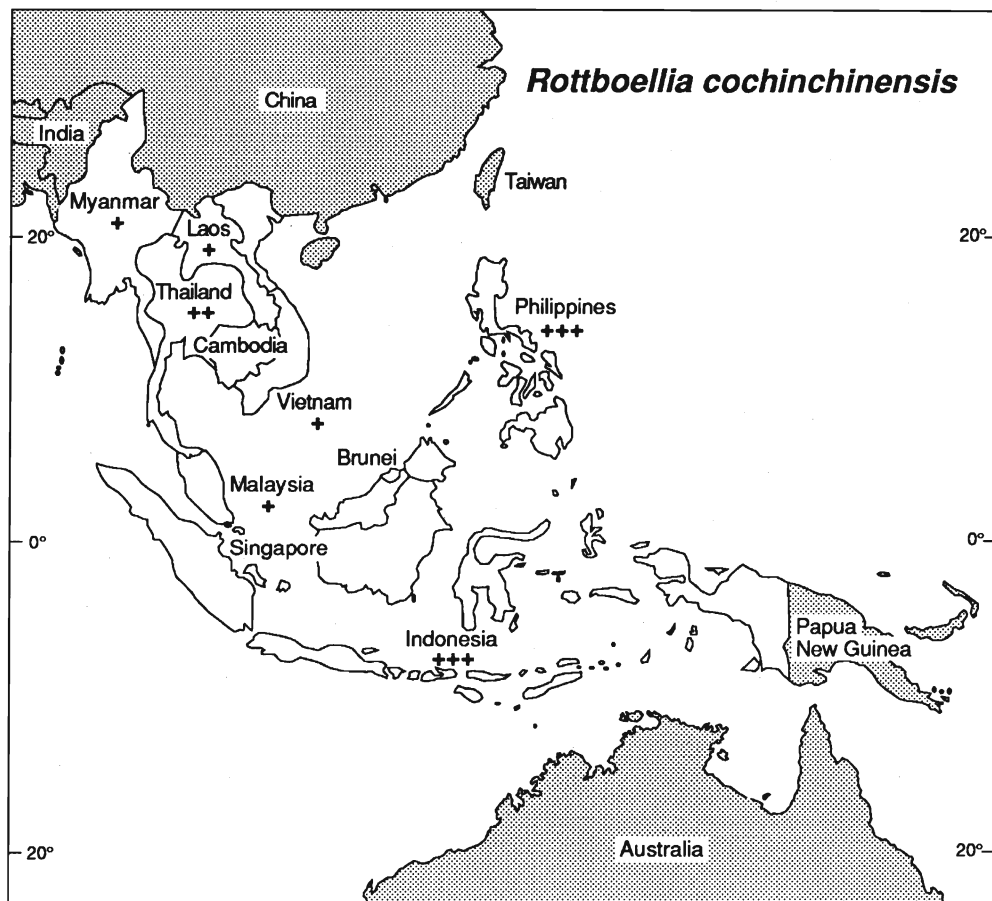 Rottboellia cochinchinensis
China
India
Taiwan
Myanmar
+
Laos
+
20°
20°
Thailand
++
Philippines
+++
Cambodia
Vietnam
+
Brunei
Malaysia
+
0°
0°
Singapore
Indonesia
+++
Papua
New Guinea
Australia
20°
20°